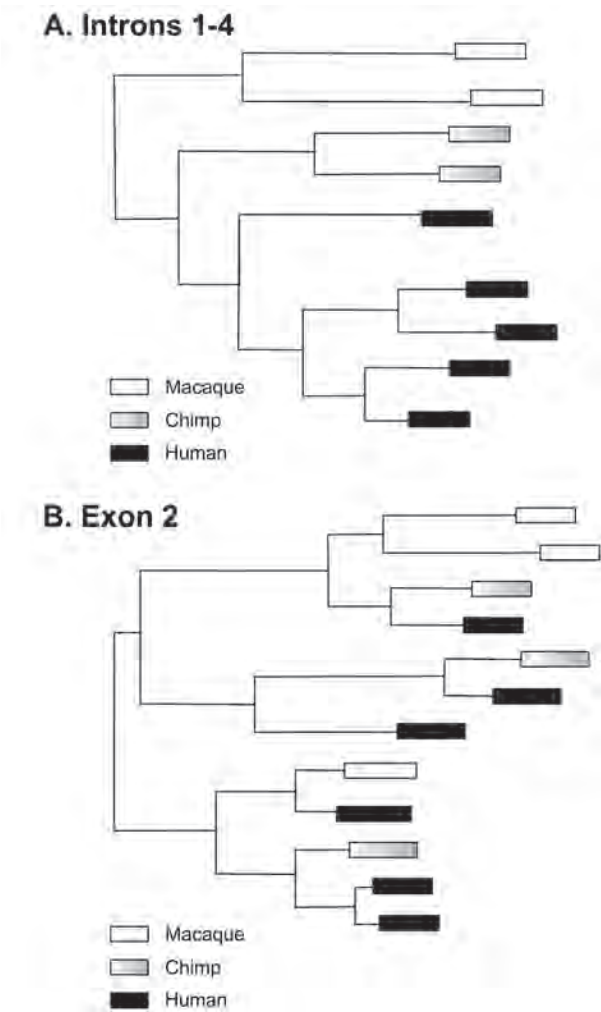 A. Introns 1-4
Macaque
Chimp
Human
B. Exon 2
Macaque
Chimp
Human